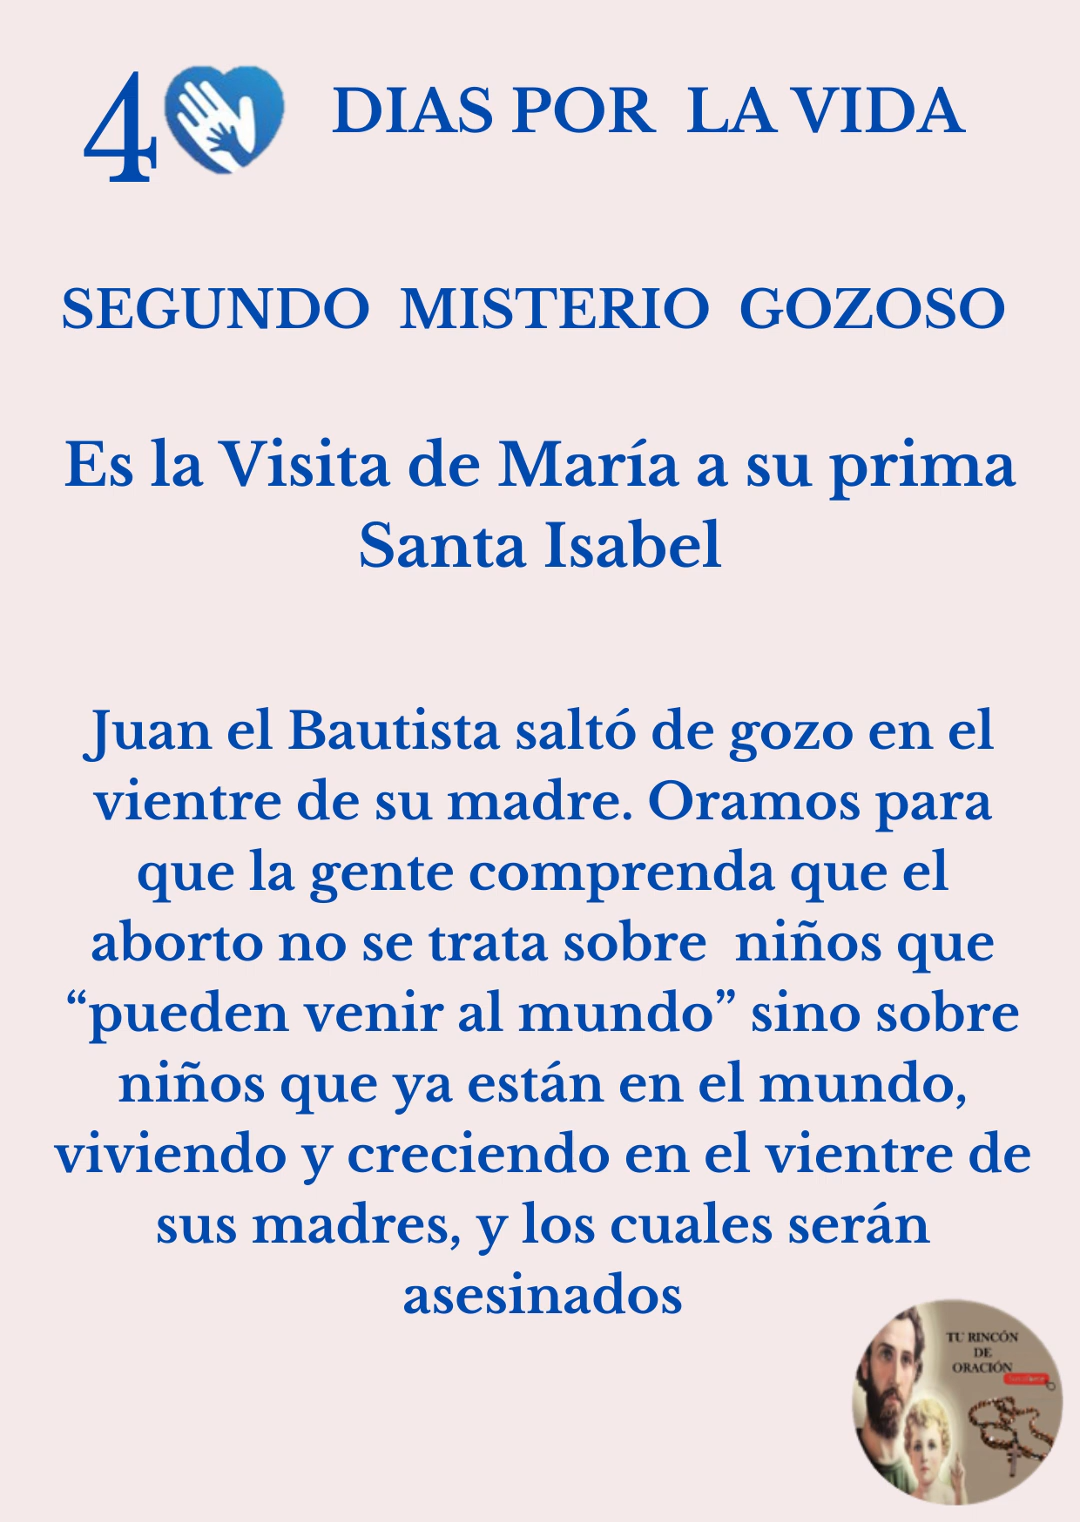 40 DIAS POR LA VIDA
SEGUNDO MISTERIO GOZOSO
Es la Visita de María a su prima
Santa Isabel
Juan el Bautista saltó de gozo en el
vientre de su madre. Oramos para
que la gente comprenda que el
aborto no se trata sobre niños que
“pueden venir al mundo” sino sobre
niños que ya están en el mundo,
viviendo y creciendo en el vientre de
sus madres, y los cuales serán
asesinados
TU RINCÓN
DE
ORACIÓN